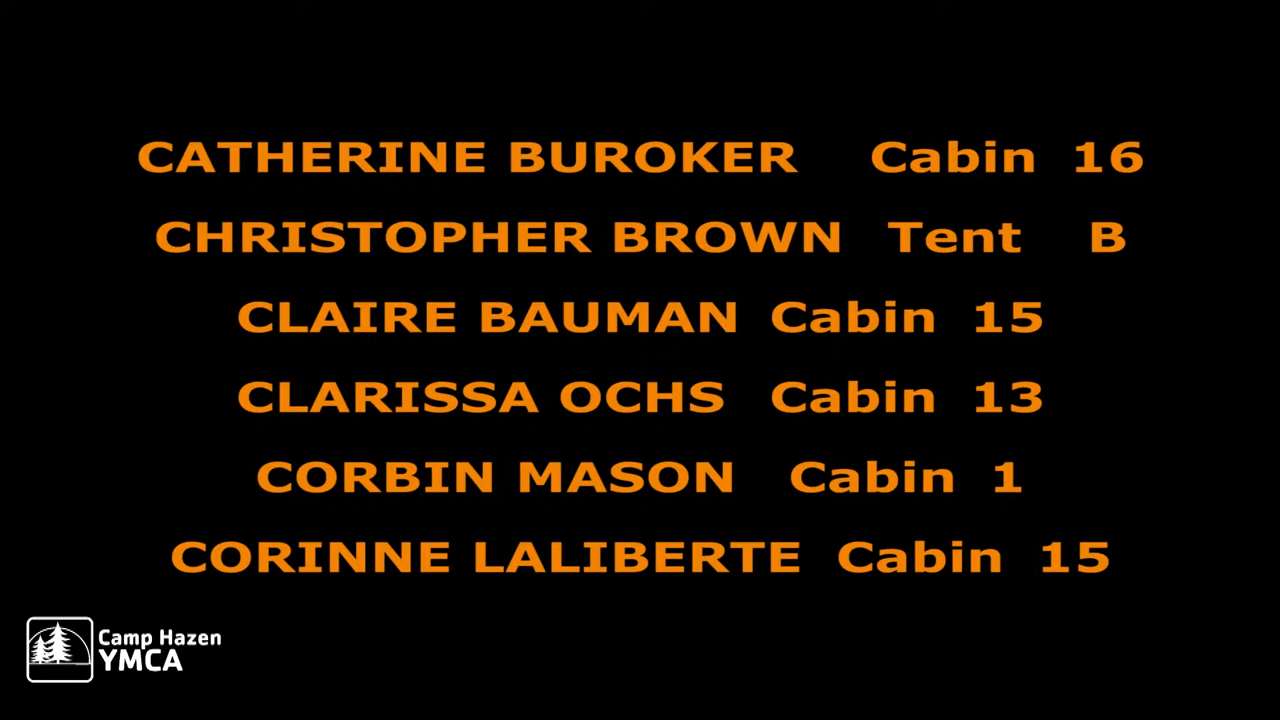 CATHERINE BUROKER Cabin 16
CHRISTOPHER BROWN Tent B
CLAIRE BAUMAN Cabin 15
CLARISSA OCHS Cabin 13
CORBIN MASON Cabin 1
CORINNE LALIBERTE Cabin 15
Camp Hazen
YMCA